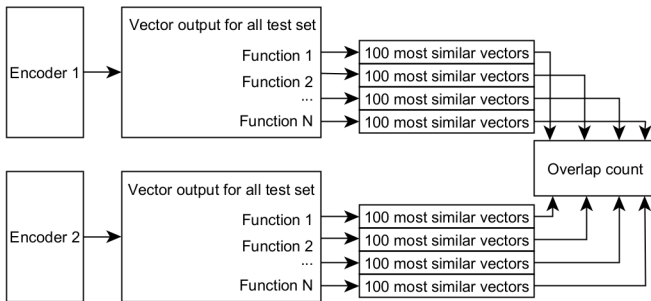 Encoder 1
Vector output for all test set
Function 1
Function 2
...
Function N
100 most similar vectors
100 most similar vectors
100 most similar vectors
100 most similar vectors
Overlap count
Encoder 2
Vector output for all test set
Function 1
Function 2
...
Function N
100 most similar vectors
100 most similar vectors
100 most similar vectors
100 most similar vectors